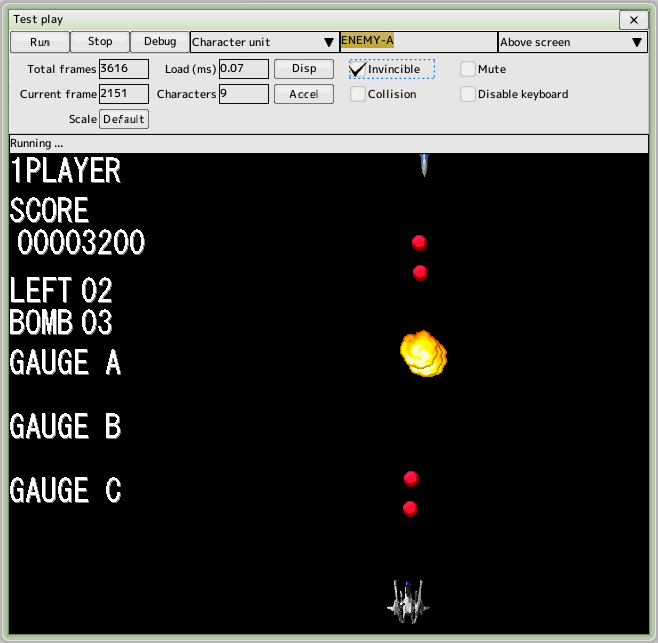 Test play
Run Stop Debug Character unit ENEMY-A Above screen
Total frames 3616 Load (ms) 0.07 Disp Invincible Mute
Current frame 2151 Characters 9 Accel Collision Disable keyboard
Scale Default
Running ...
1PLAYER
SCORE
00003200
LEFT 02
BOMB 03
GAUGE A
GAUGE B
GAUGE C